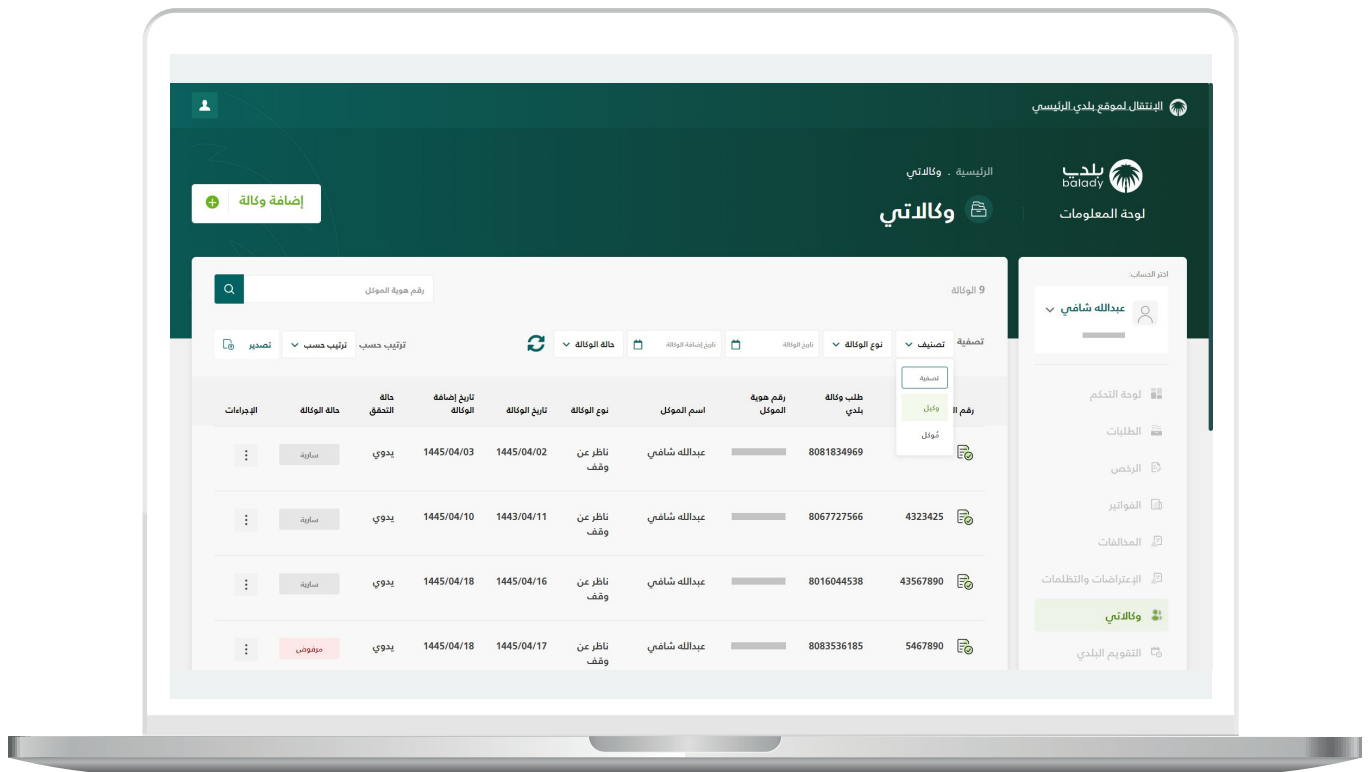 الإنتقال لموقع بلدي الرئيسي
بلدي
balady
لوحة المعلومات
الرئيسية . وكالاتي
وكالاتي
إضافة وكالة
اختر الحساب:
عبدالله شافي
لوحة التحكم
الطلبات
الرخص
الفواتير
المخالفات
الإعتراضات والتظلمات
وكالاتي
التقويم البلدي
9 الوكالة
رقم هوية الموكل
تصفية تصنيف نوع الوكالة تاريخ الوكالة تاريخ إضافة الوكالة حالة الوكالة ترتيب حسب ترتيب حسب تصدير
تصفية
وكيل
مُوكل
رقم ال طلب وكالة بلدي رقم هوية الموكل اسم الموكل نوع الوكالة تاريخ الوكالة تاريخ إضافة الوكالة حالة التحقق حالة الوكالة الإجراءات
8081834969 عبدالله شافي ناظر عن وقف 1445/04/02 1445/04/03 يدوي سارية
4323425 8067727566 عبدالله شافي ناظر عن وقف 1443/04/11 1445/04/10 يدوي سارية
43567890 8016044538 عبدالله شافي ناظر عن وقف 1445/04/16 1445/04/18 يدوي سارية
5467890 8083536185 عبدالله شافي ناظر عن وقف 1445/04/17 1445/04/18 يدوي مرفوض